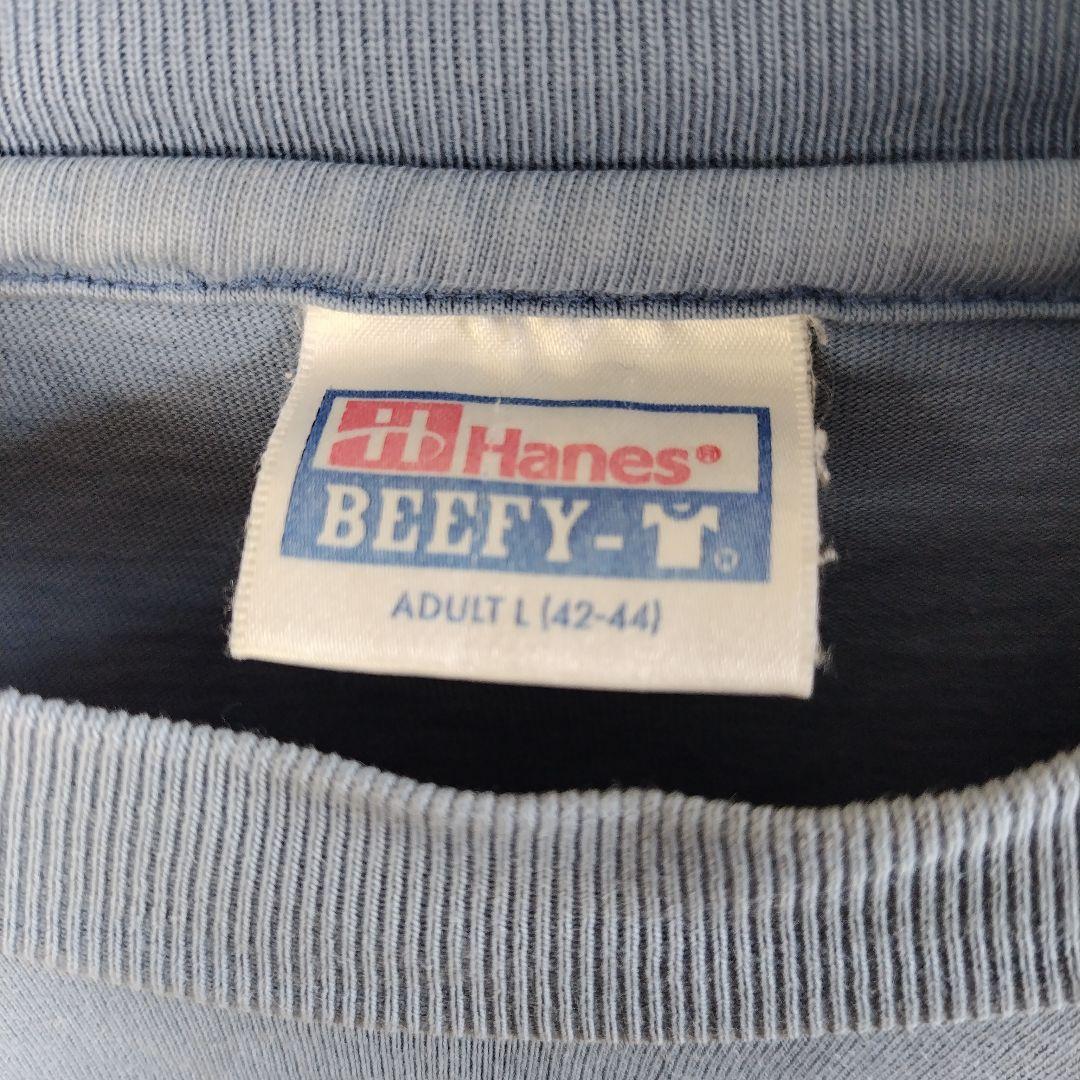 Hanes®
BEEFY-
ADULT L (42-44)